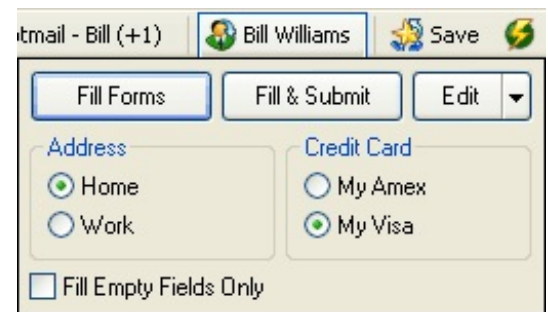 tmail - Bill (+1) Bill Williams Save
Fill Forms Fill & Submit Edit
Address Credit Card
Home My Amex
Work My Visa
Fill Empty Fields Only